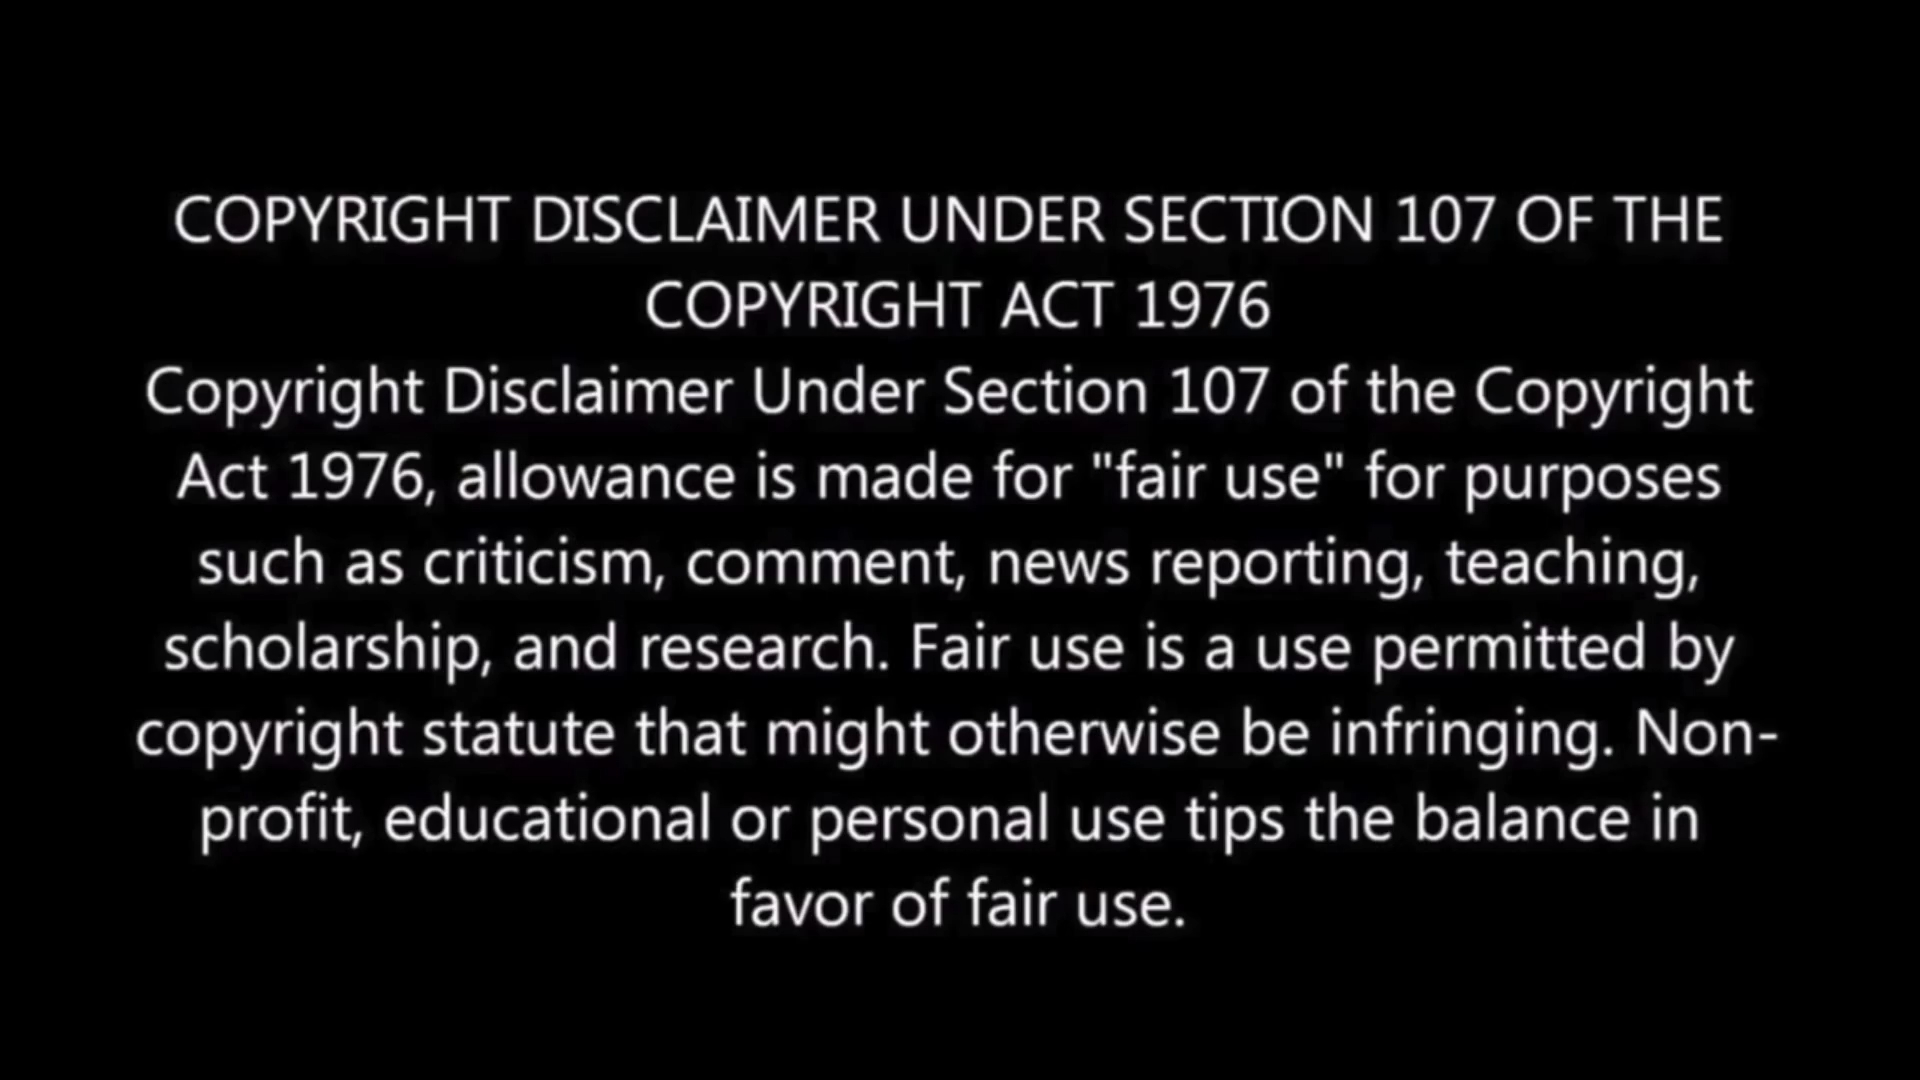 COPYRIGHT DISCLAIMER UNDER SECTION 107 OF THE
COPYRIGHT ACT 1976
Copyright Disclaimer Under Section 107 of the Copyright
Act 1976, allowance is made for "fair use" for purposes
such as criticism, comment, news reporting, teaching,
scholarship, and research. Fair use is a use permitted by
copyright statute that might otherwise be infringing. Non-
profit, educational or personal use tips the balance in
favor of fair use.